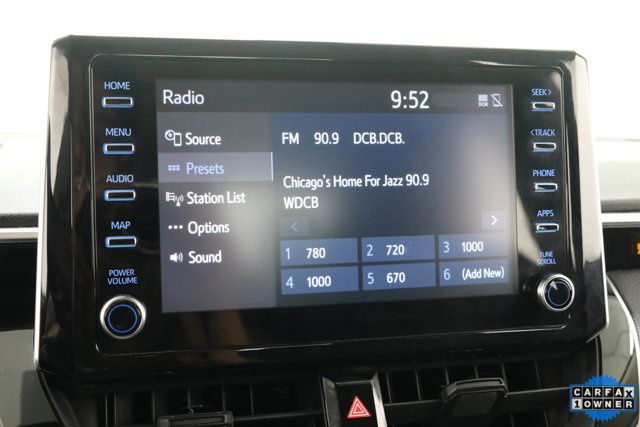 HOME
MENU
AUDIO
MAP
POWER
VOLUME
Radio
9:52
DCM
Source
Presets
Station List
Options
Sound
FM 90.9 DCB.DCB.
Chicago's Home For Jazz 90.9
WDCB
< >
1 780 2 720 3 1000
4 1000 5 670 6 (Add New)
SEEK>
<TRACK
PHONE
APPS
TUNE
SCROLL
CARFAX
1 OWNER